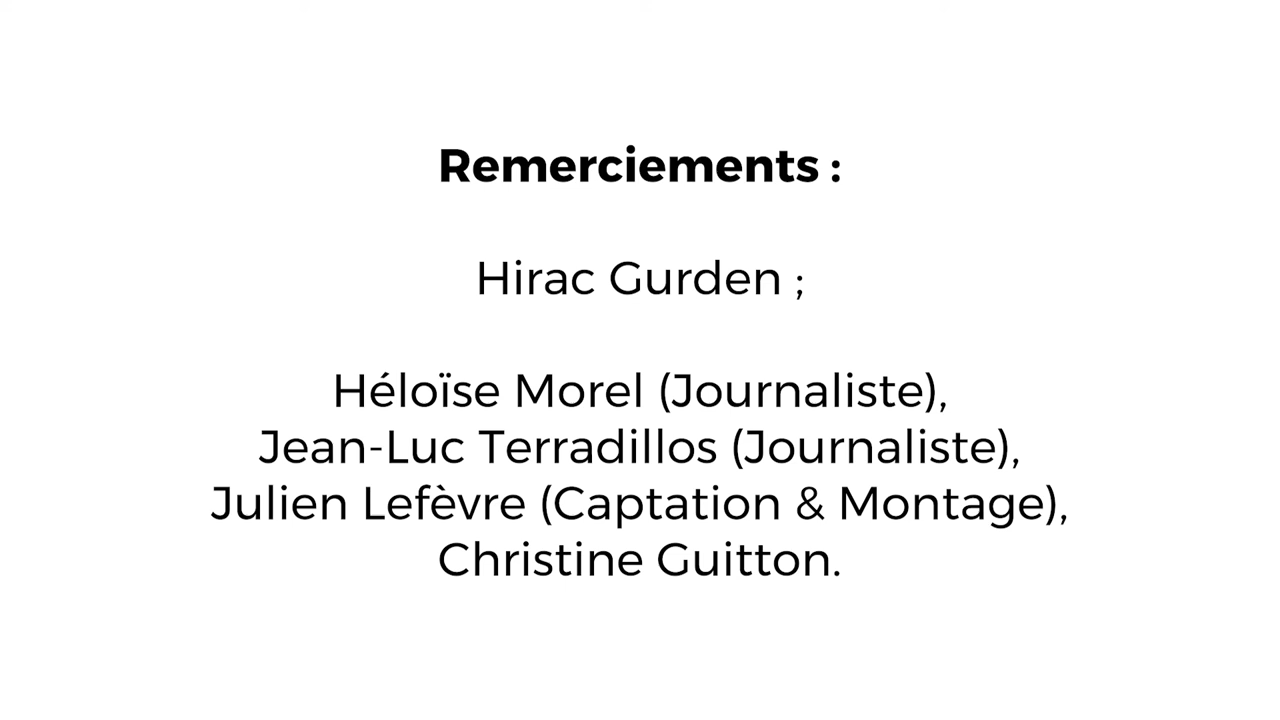 Remerciements :
Hirac Gurden ;
Héloïse Morel (Journaliste),
Jean-Luc Terradillos (Journaliste),
Julien Lefèvre (Captation & Montage),
Christine Guitton.